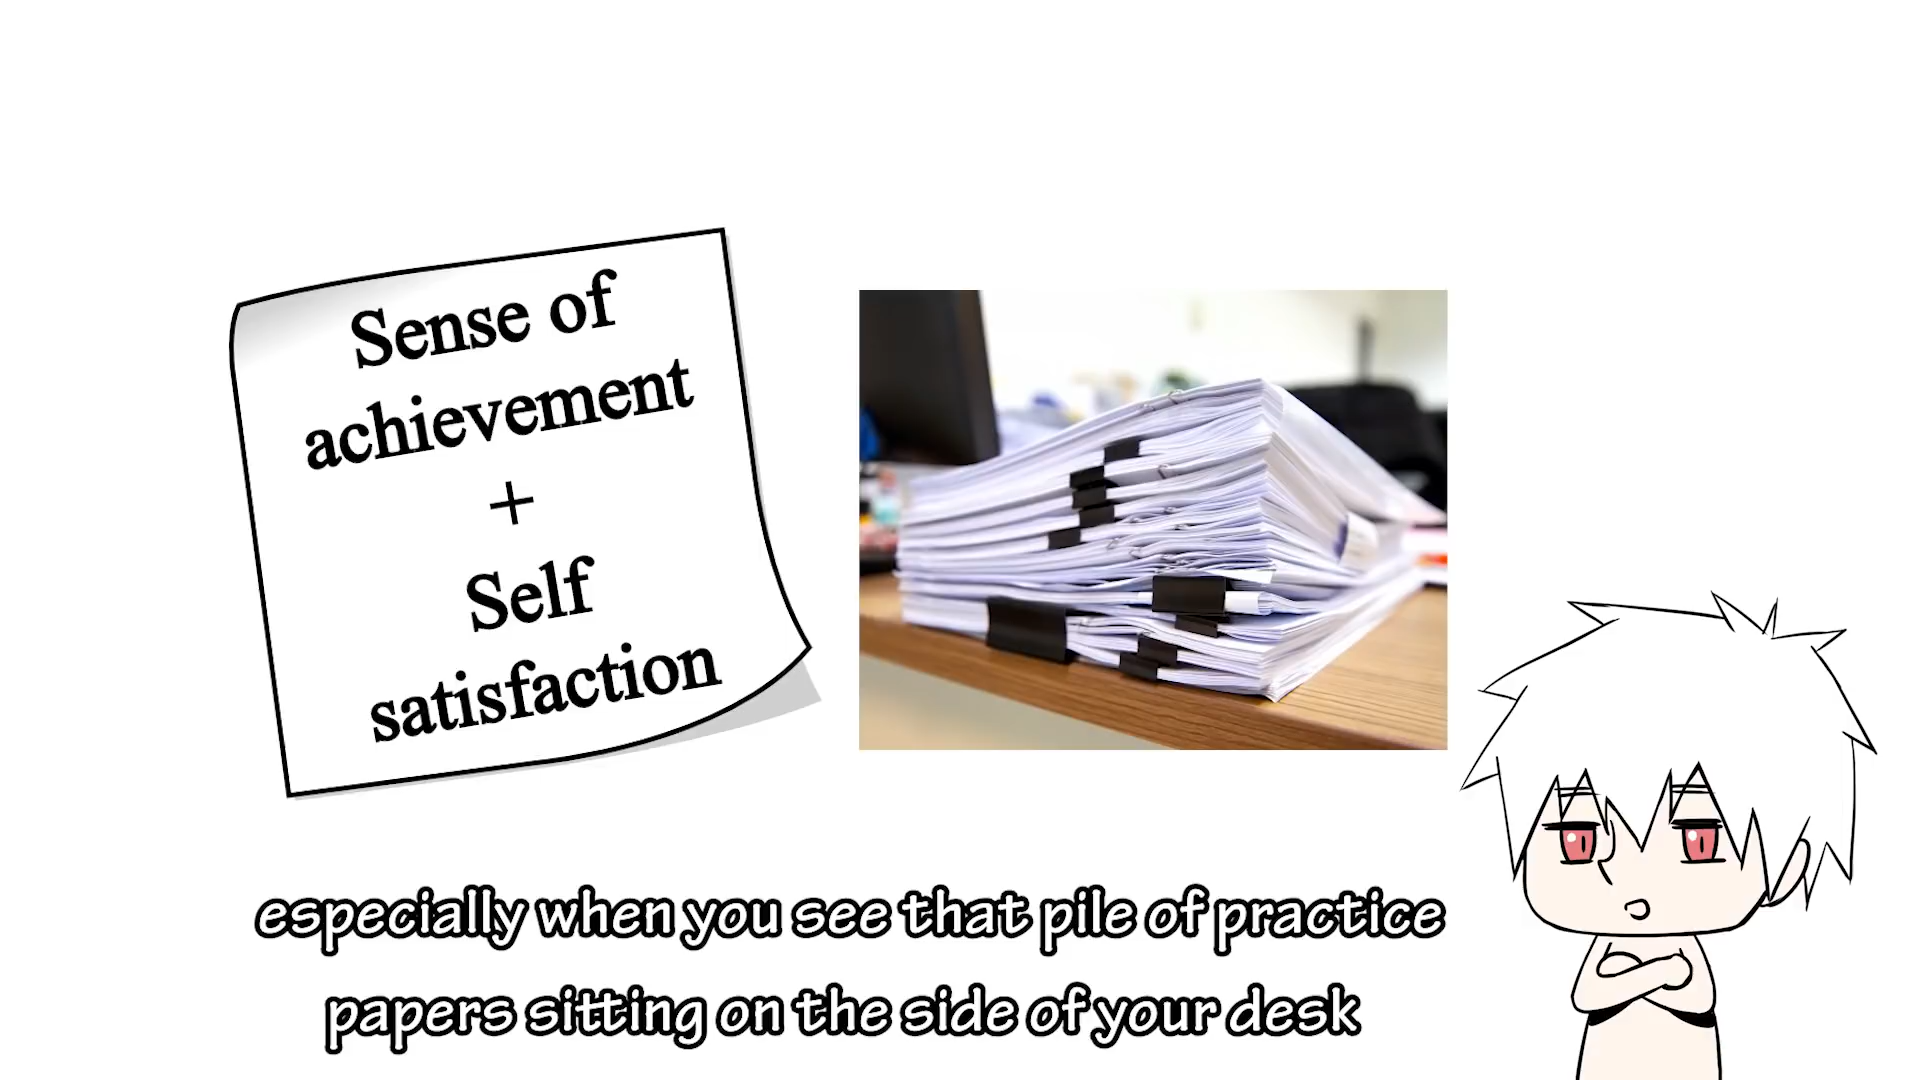 Sense of
achievement
+
Self
satisfaction
especially when you see that pile of practice
papers sitting on the side of your desk